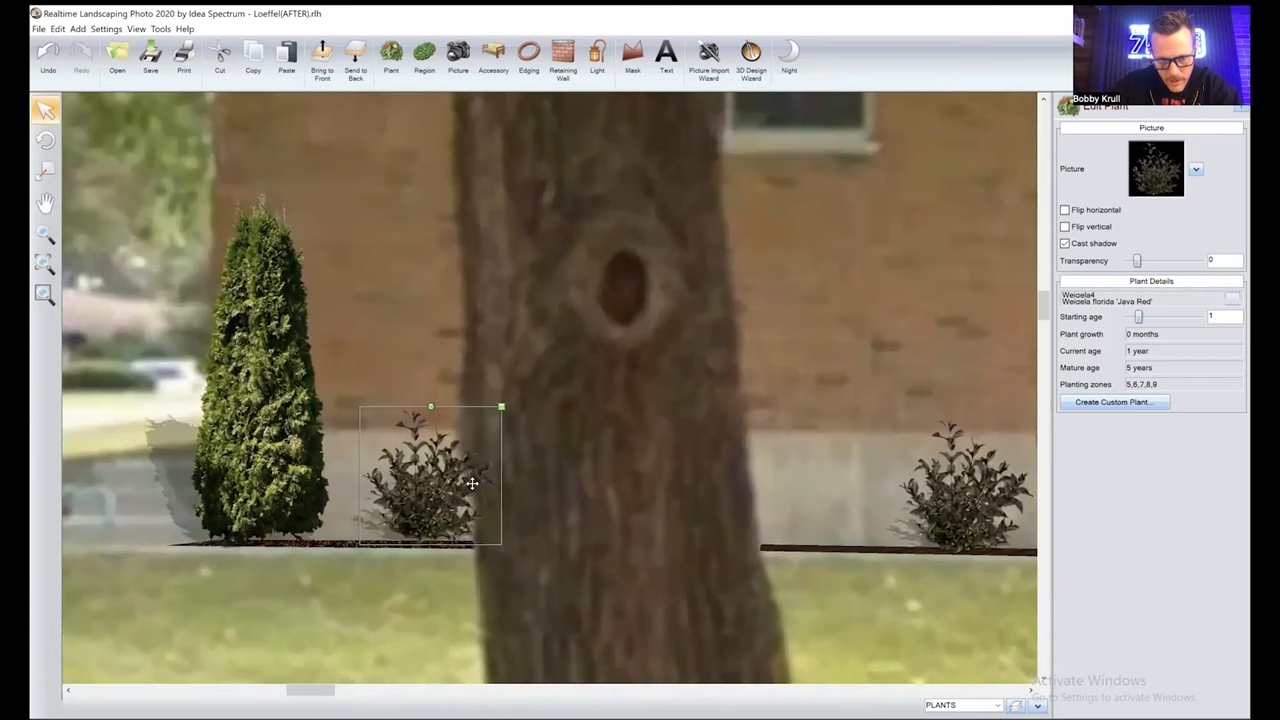 Realtime Landscaping Photo 2020 by Idea Spectrum - Loeffel(AFTER).rlh
File Edit Add Settings View Tools Help
Undo Redo Open Save Print Cut Copy Paste Bring to Front Send to Back Plant Region Picture Accessory Edging Retaining Wall Light Mask Text Picture Import Wizard 3D Design Wizard Night
Bobby Krull
Edit Plant
Picture
Picture
Flip horizontal
Flip vertical
Cast shadow
Transparency 0
Plant Details
Weigela4
Weigela florida 'Java Red'
Starting age 1
Plant growth 0 months
Current age 1 year
Mature age 5 years
Planting zones 5,6,7,8,9
Create Custom Plant...
Activate Windows
Go to Settings to activate Windows.
PLANTS